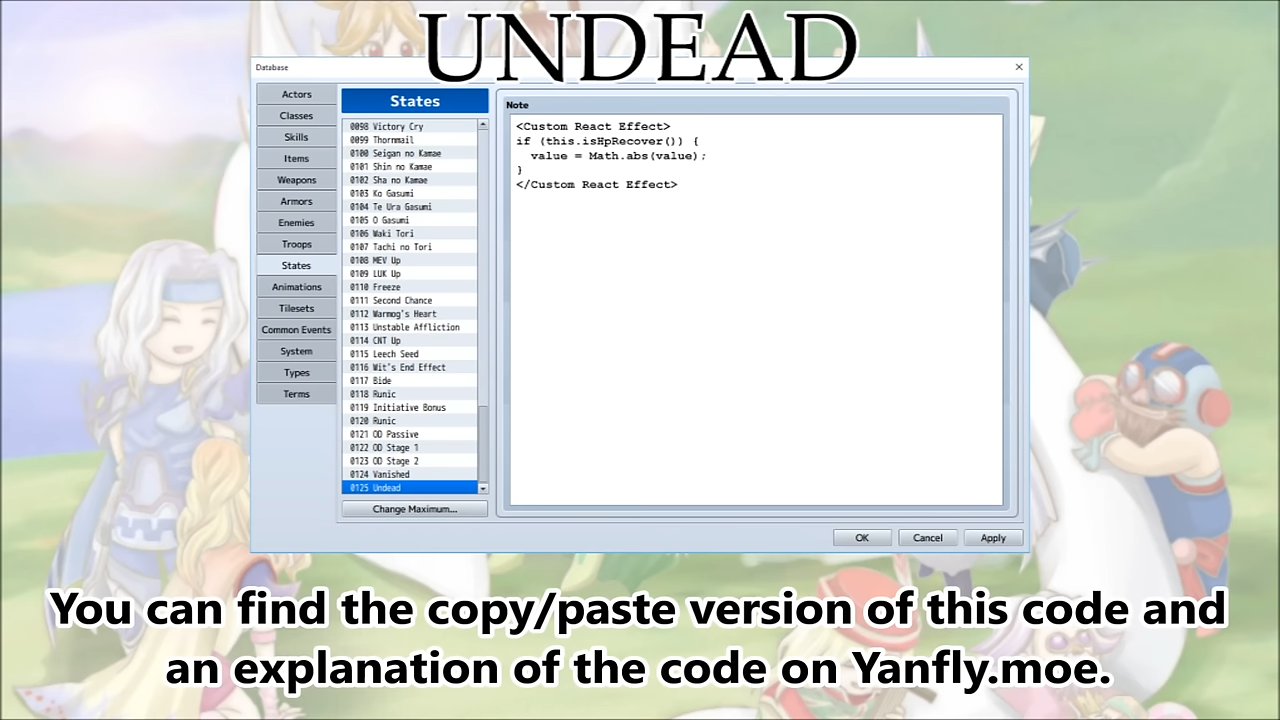 UNDEAD
Database
Actors
Classes
Skills
Items
Weapons
Armors
Enemies
Troops
States
Animations
Tilesets
Common Events
System
Types
Terms
States
0098 Victory Cry
0099 Thornmail
0100 Seigan no Kamae
0101 Shin no Kamae
0102 Sha no Kamae
0103 Ko Gasumi
0104 Te Ura Gasumi
0105 O Gasumi
0106 Waki Tori
0107 Tachi no Tori
0108 MEV Up
0109 LUK Up
0110 Freeze
0111 Second Chance
0112 Warmog's Heart
0113 Unstable Affliction
0114 CNT Up
0115 Leech Seed
0116 Wit's End Effect
0117 Bide
0118 Runic
0119 Initiative Bonus
0120 Runic
0121 OD Passive
0122 OD Stage 1
0123 OD Stage 2
0124 Vanished
0125 Undead
Change Maximum...
Note
<Custom React Effect>
if (this.isHpRecover()) {
  value = Math.abs(value);
}
</Custom React Effect>
OK
Cancel
Apply
You can find the copy/paste version of this code and
an explanation of the code on Yanfly.moe.